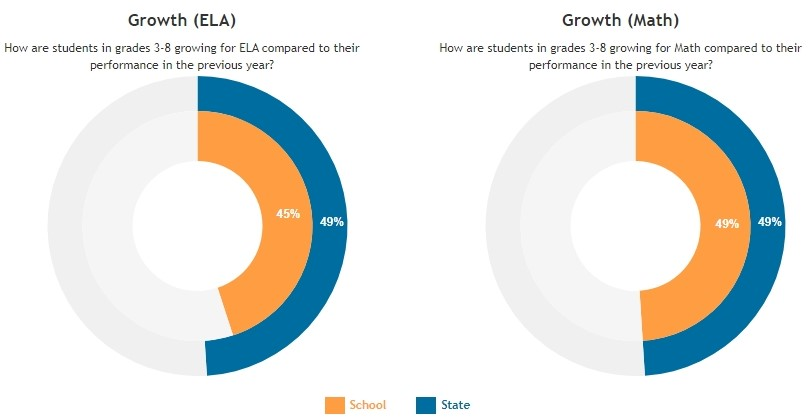 Growth (ELA)
How are students in grades 3-8 growing for ELA compared to their
performance in the previous year?
45%
49%
Growth (Math)
How are students in grades 3-8 growing for Math compared to their
performance in the previous year?
49%
49%
School
State